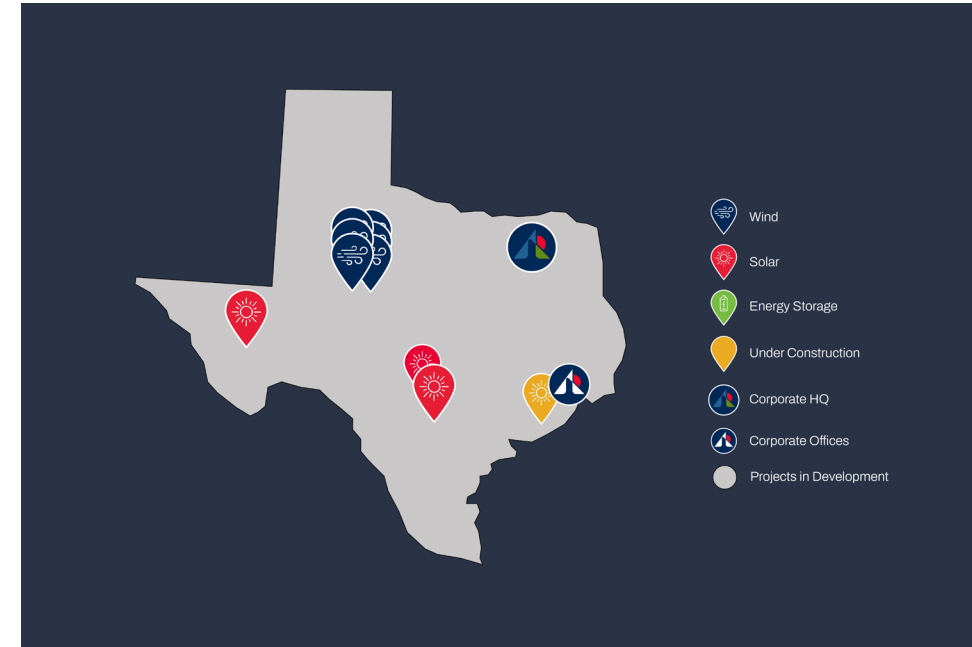 Wind
Solar
Energy Storage
Under Construction
Corporate HQ
Corporate Offices
Projects in Development